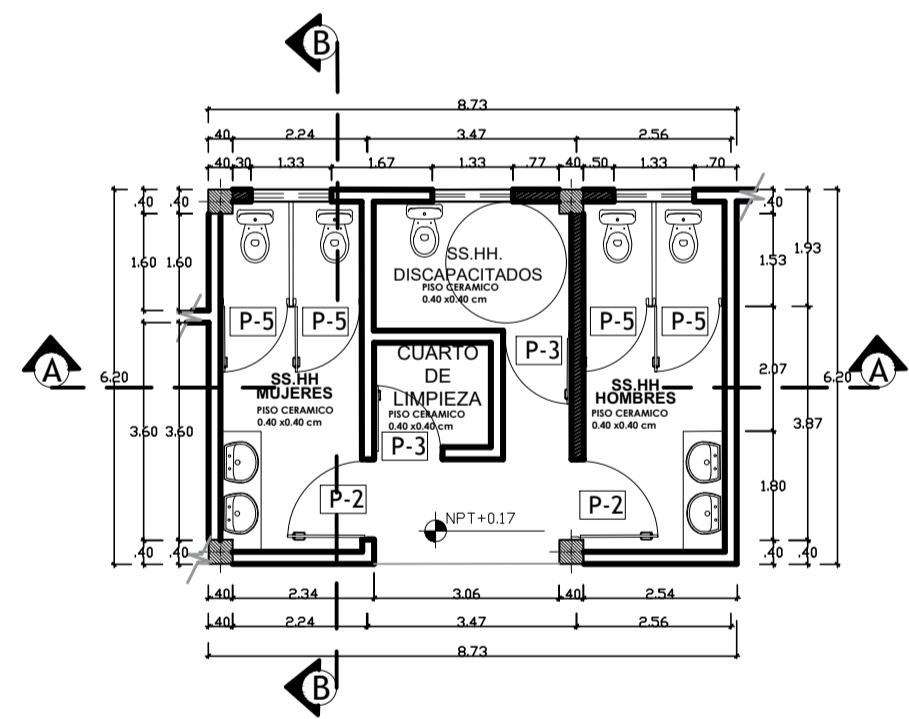 B
8.73
.40 2.24 3.47 2.56
.40 .30 1.33 1.67 1.33 .77 .40 .50 1.33 .70
.40 .40 .40 .40
1.60 1.60 1.53 1.93
SS.HH.
DISCAPACITADOS
PISO CERAMICO
0.40 x0.40 cm
P-5 P-5 P-5 P-5
P-3
A 6.20 2.07 6.20 A
CUARTO
DE
LIMPIEZA
PISO CERAMICO
0.40 x0.40 cm
P-3
SS.HH
MUJERES
PISO CERAMICO
0.40 x0.40 cm
SS.HH
HOMBRES
PISO CERAMICO
0.40 x0.40 cm
3.60 3.60 3.87
P-2 P-2
1.80
NPT+0.17
.40 .40 .40 .40
.40 2.34 3.06 .40 2.54
.40 2.24 3.47 2.56
8.73
B